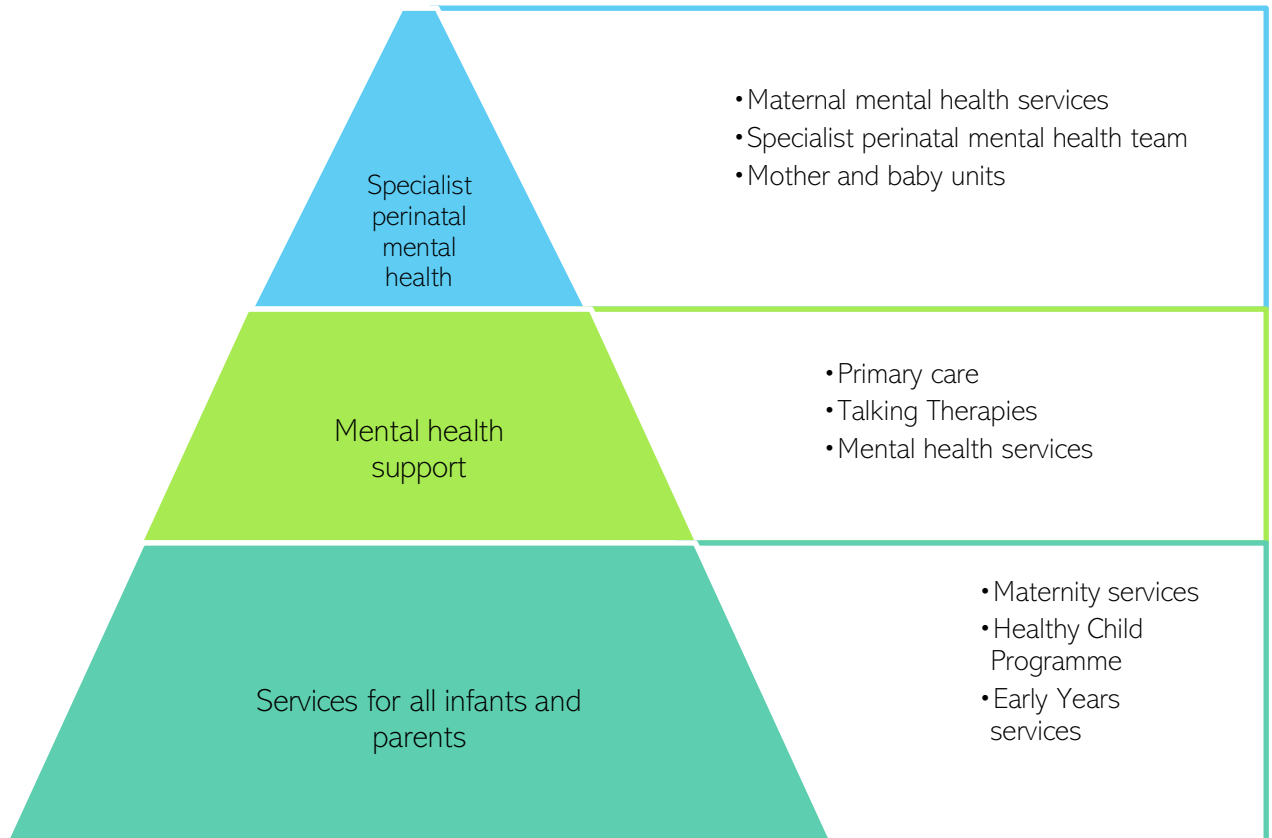 Specialist
perinatal
mental
health
•Maternal mental health services
•Specialist perinatal mental health team
•Mother and baby units
Mental health
support
•Primary care
•Talking Therapies
•Mental health services
Services for all infants and
parents
•Maternity services
•Healthy Child
Programme
•Early Years
services